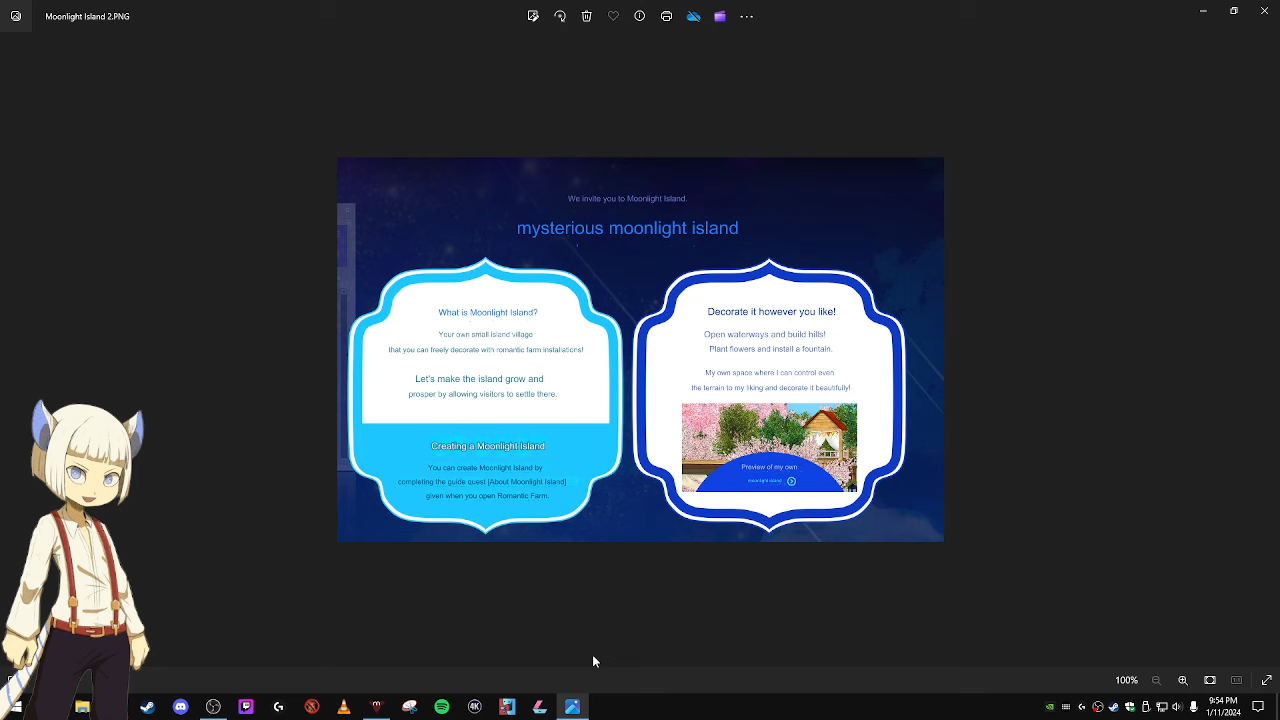 Moonlight Island 2.PNG
We invite you to Moonlight Island.
mysterious moonlight island
What is Moonlight Island?
Your own small island village
that you can freely decorate with romantic farm installations!
Let's make the island grow and
prosper by allowing visitors to settle there.
Creating a Moonlight Island
You can create Moonlight Island by
completing the guide quest [About Moonlight Island]
given when you open Romantic Farm.
Decorate it however you like!
Open waterways and build hills!
Plant flowers and install a fountain.
My own space where I can control even
the terrain to my liking and decorate it beautifully!
Preview of my own
moonlight island
100%
4K
9:54 PM
1/11/2024